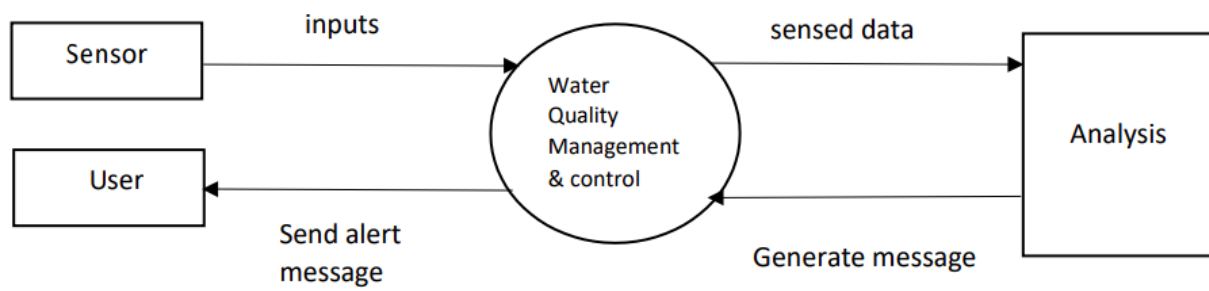 inputs
sensed data
Sensor
Water
Quality
Management
& control
Analysis
User
Send alert
message
Generate message